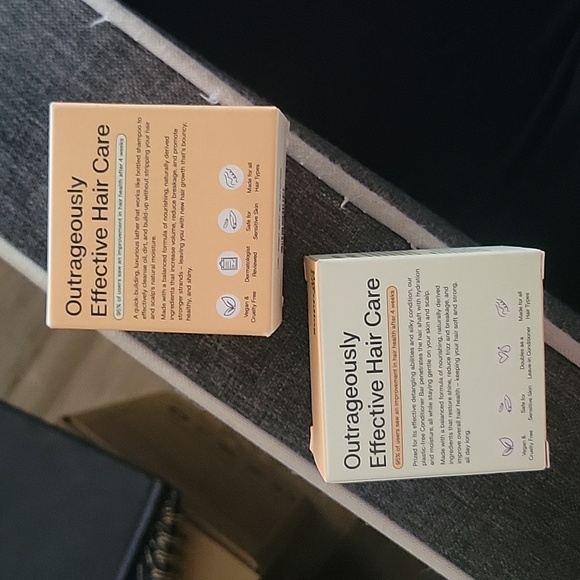 Outrageously
Effective Hair Care
95% of users saw an improvement in hair health after 4 weeks
A quick-building, luxurious lather that works like bottled shampoo to
effectively cleanse oil, dirt, and build-up without stripping your hair
and scalp's natural moisture.
Made with a balanced formula of nourishing, naturally derived
ingredients that increase volume, reduce breakage, and promote
stronger strands – leaving you with new hair growth that's bouncy,
healthy, and shiny.
Vegan &
Cruelty Free
Dermatologist
Reviewed
Safe for
Sensitive Skin
Made for all
Hair Types
Outrageously
Effective Hair Care
95% of users saw an improvement in hair health after 4 weeks
Prized for its effective detangling abilities and silky condition, our
plastic-free Conditioner Bar penetrates the hair shaft with hydration
and moisture, all while staying gentle on your skin and scalp.
Made with a balanced formula of nourishing, naturally derived
ingredients that restore shine, reduce frizz and breakage, and
improve overall hair health – keeping your hair soft and strong,
all day long.
Vegan &
Cruelty Free
Safe for
Sensitive Skin
Doubles as a
Leave in Conditioner
Made for all
Hair Types